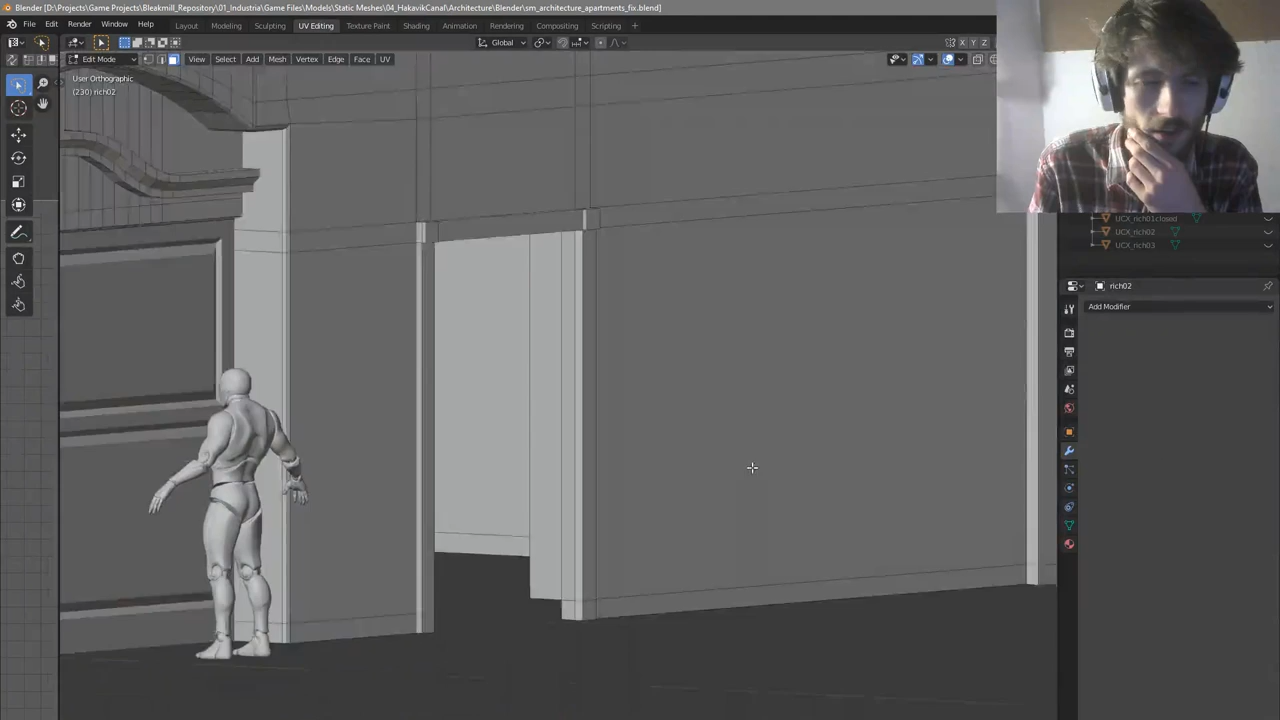 Blender [D:\Projects\Game Projects\Bleakmill_Repository\01_Industria\Game Files\Models\Static Meshes\04_HakavikCanal\Architecture\Blender\sm_architecture_apartments_fix.blend]
File Edit Render Window Help Layout Modeling Sculpting UV Editing Texture Paint Shading Animation Rendering Compositing Scripting +
Global X Y Z
Edit Mode View Select Add Mesh Vertex Edge Face UV
User Orthographic
(230) rich02
UCX_rich01closed
UCX_rich02
UCX_rich03
rich02
Add Modifier